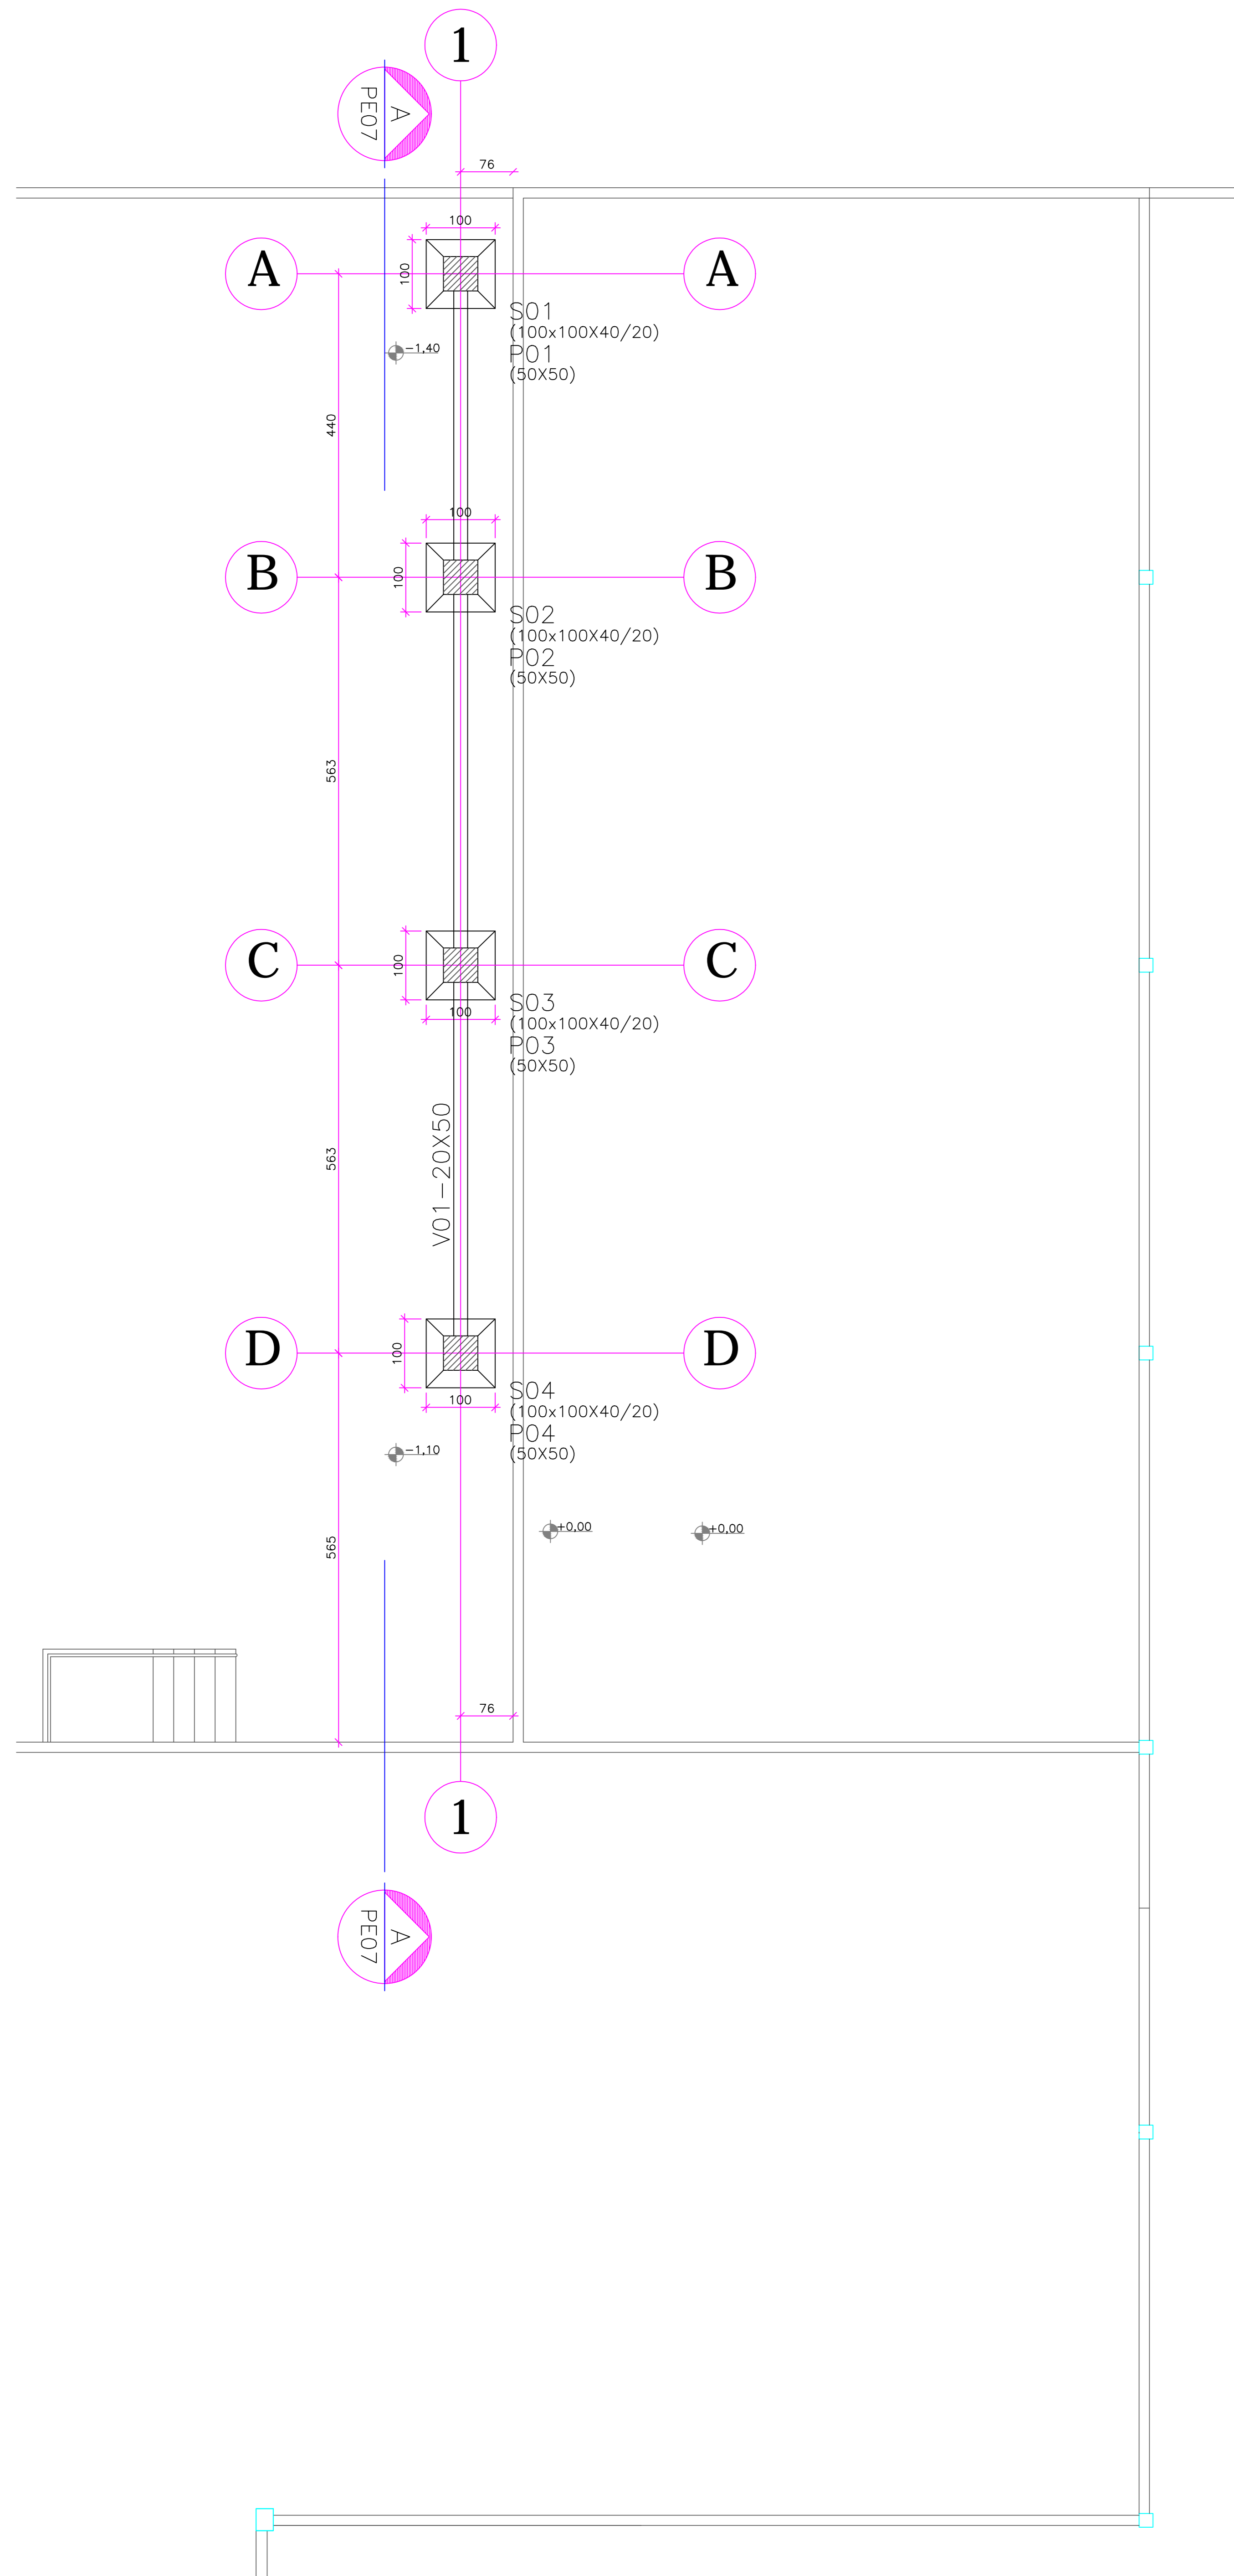 1
A
PE07
76
100
A
A
100
S01
(100x100X40/20)
P01
(50X50)
-1,40
440
100
B
B
100
S02
(100x100X40/20)
P02
(50X50)
563
C
C
100
100
S03
(100x100X40/20)
P03
(50X50)
V01-20X50
563
D
D
100
100
S04
(100x100X40/20)
P04
(50X50)
-1,10
+0,00
+0,00
565
76
1
A
PE07